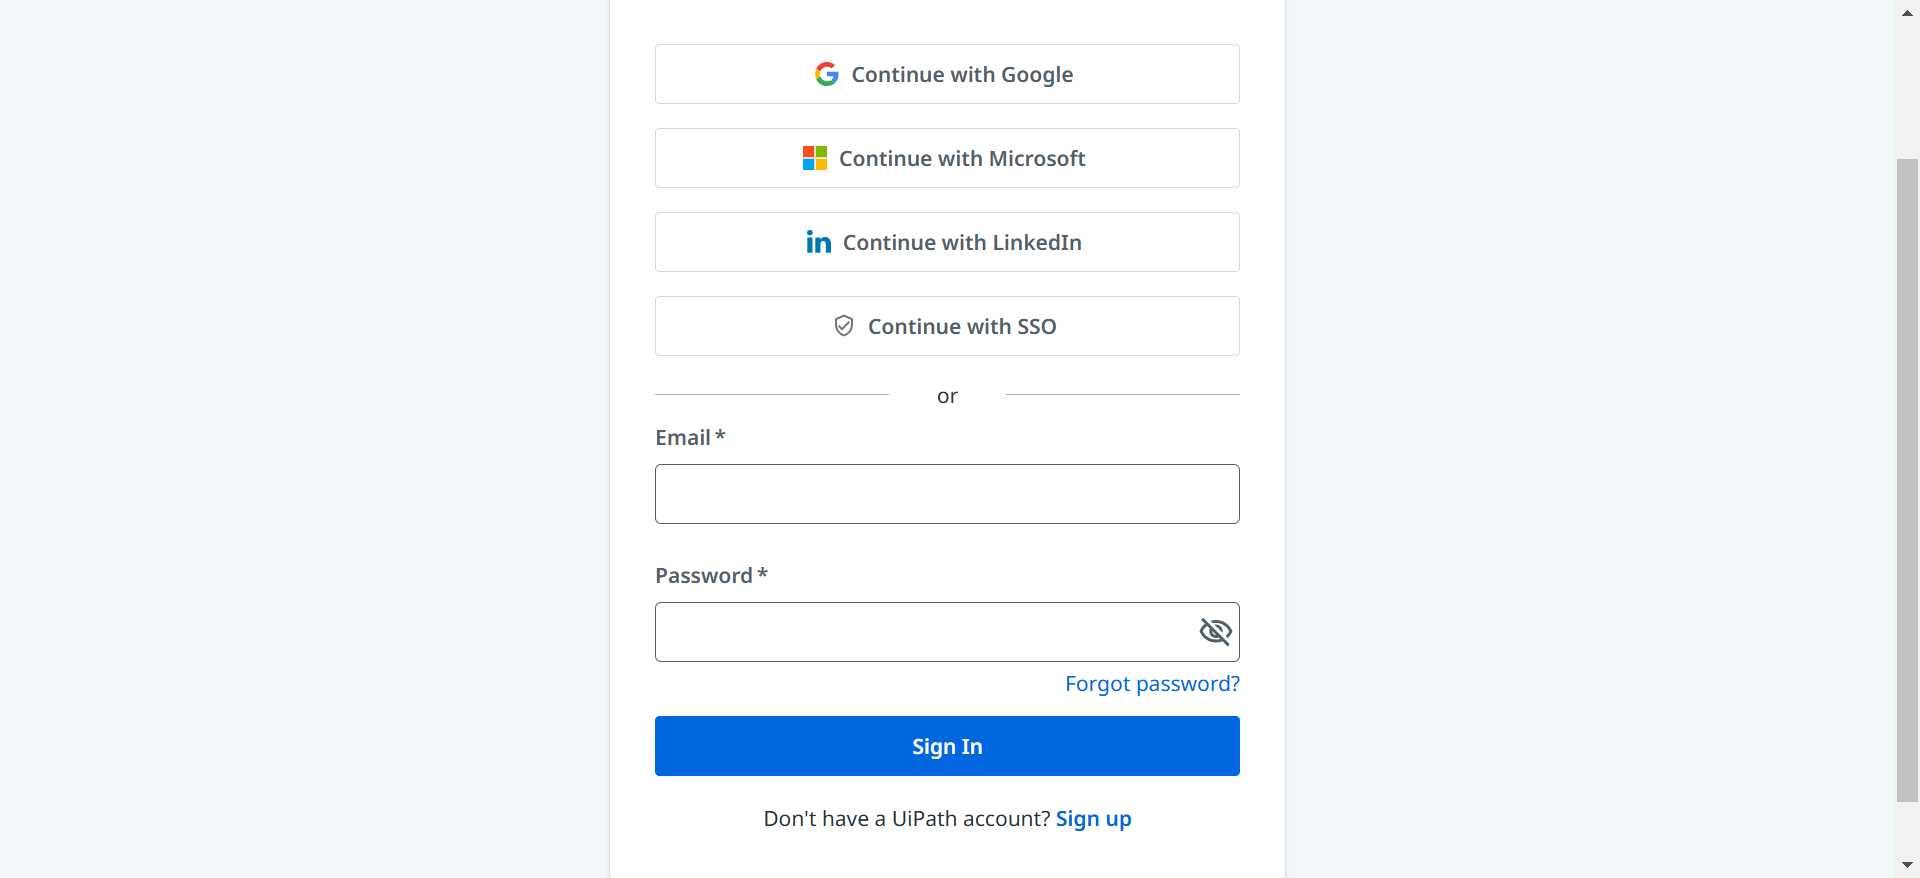 Continue with Google
Continue with Microsoft
Continue with LinkedIn
Continue with SSO
or
Email *
Password *
Forgot password?
Sign In
Don't have a UiPath account? Sign up